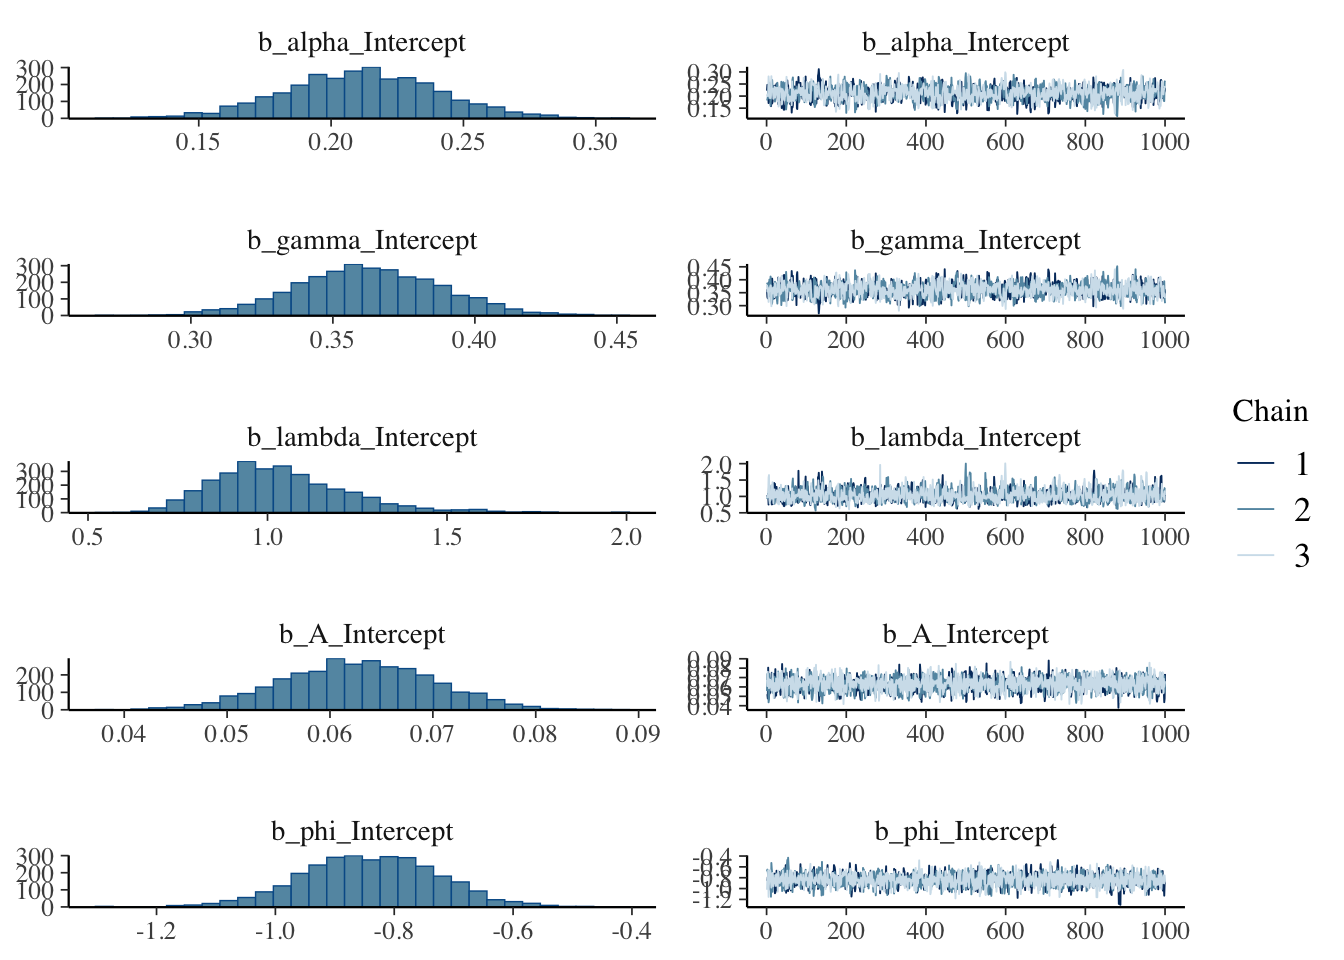 b_alpha_Intercept
300
200
100
0
0.15 0.20 0.25 0.30
b_alpha_Intercept
0.30
0.25
0.20
0.15
0 200 400 600 800 1000
b_gamma_Intercept
300
200
100
0
0.30 0.35 0.40 0.45
b_gamma_Intercept
0.45
0.40
0.35
0.30
0 200 400 600 800 1000
b_lambda_Intercept
300
200
100
0
0.5 1.0 1.5 2.0
b_lambda_Intercept
2.0
1.5
1.0
0.5
0 200 400 600 800 1000
b_A_Intercept
200
100
0
0.04 0.05 0.06 0.07 0.08 0.09
b_A_Intercept
0.09
0.08
0.07
0.06
0.05
0.04
0 200 400 600 800 1000
b_phi_Intercept
300
200
100
0
-1.2 -1.0 -0.8 -0.6 -0.4
b_phi_Intercept
-0.4
-0.6
-0.8
-1.0
-1.2
0 200 400 600 800 1000
Chain
1
2
3